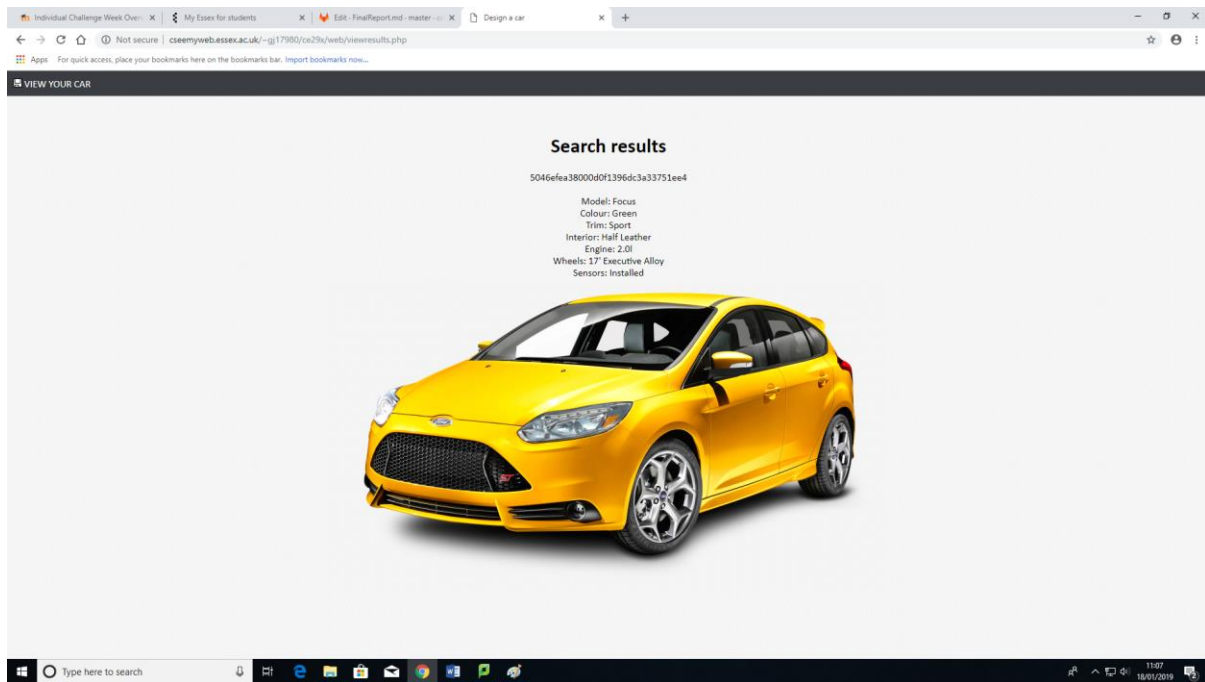 Individual Challenge Week Over
My Essex for students
Edit - FinalReport.md - master - 
Design a car
Not secure | cseemyweb.essex.ac.uk/~gj17980/ce29x/web/viewresults.php
Apps For quick access, place your bookmarks here on the bookmarks bar. Import bookmarks now...
VIEW YOUR CAR
Search results
5046efea38000d0f1396dc3a33751ee4
Model: Focus
Colour: Green
Trim: Sport
Interior: Half Leather
Engine: 2.0l
Wheels: 17' Executive Alloy
Sensors: Installed
ST
Type here to search
11:07
18/01/2019